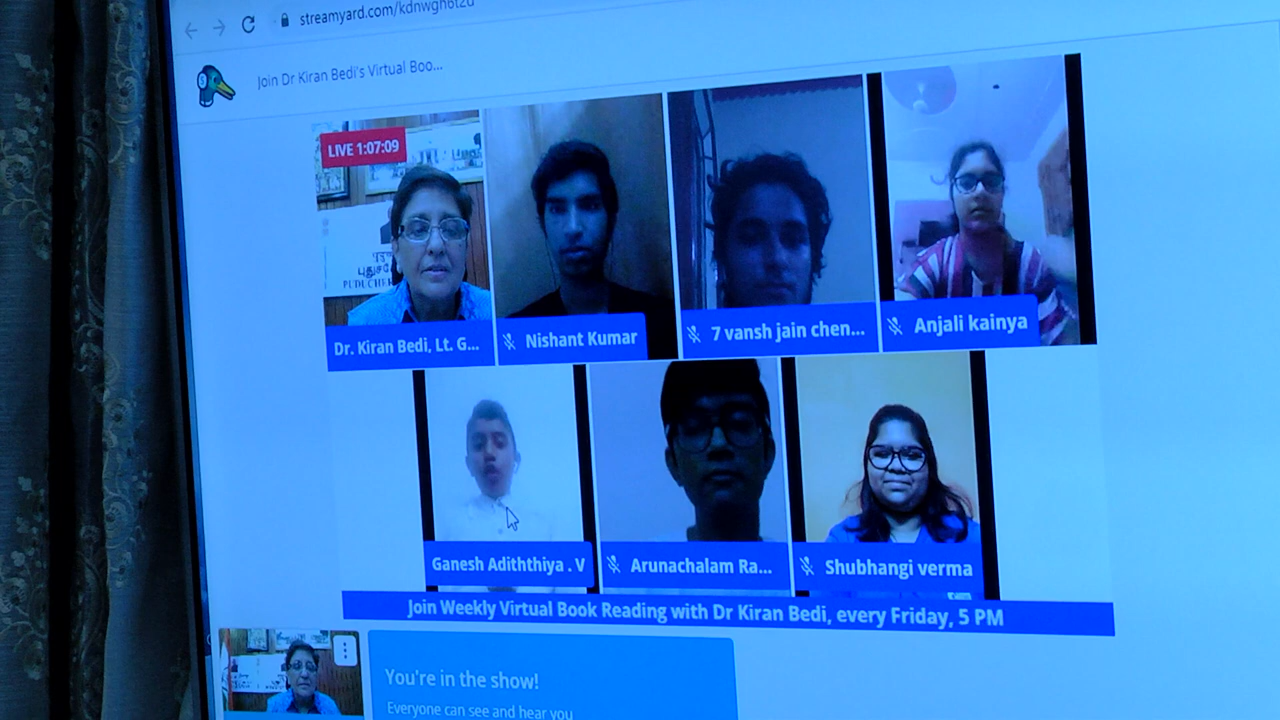 streamyard.com/kdnwgh6tzd
Join Dr Kiran Bedi's Virtual Boo...
LIVE 1:07:09
புதுச்சே
PUDUCHER
Dr. Kiran Bedi, Lt. G...
Nishant Kumar
7 vansh jain chen...
Anjali kainya
Ganesh Adiththiya . V
Arunachalam Ra...
Shubhangi verma
Join Weekly Virtual Book Reading with Dr Kiran Bedi, every Friday, 5 PM
You're in the show!
Everyone can see and hear you